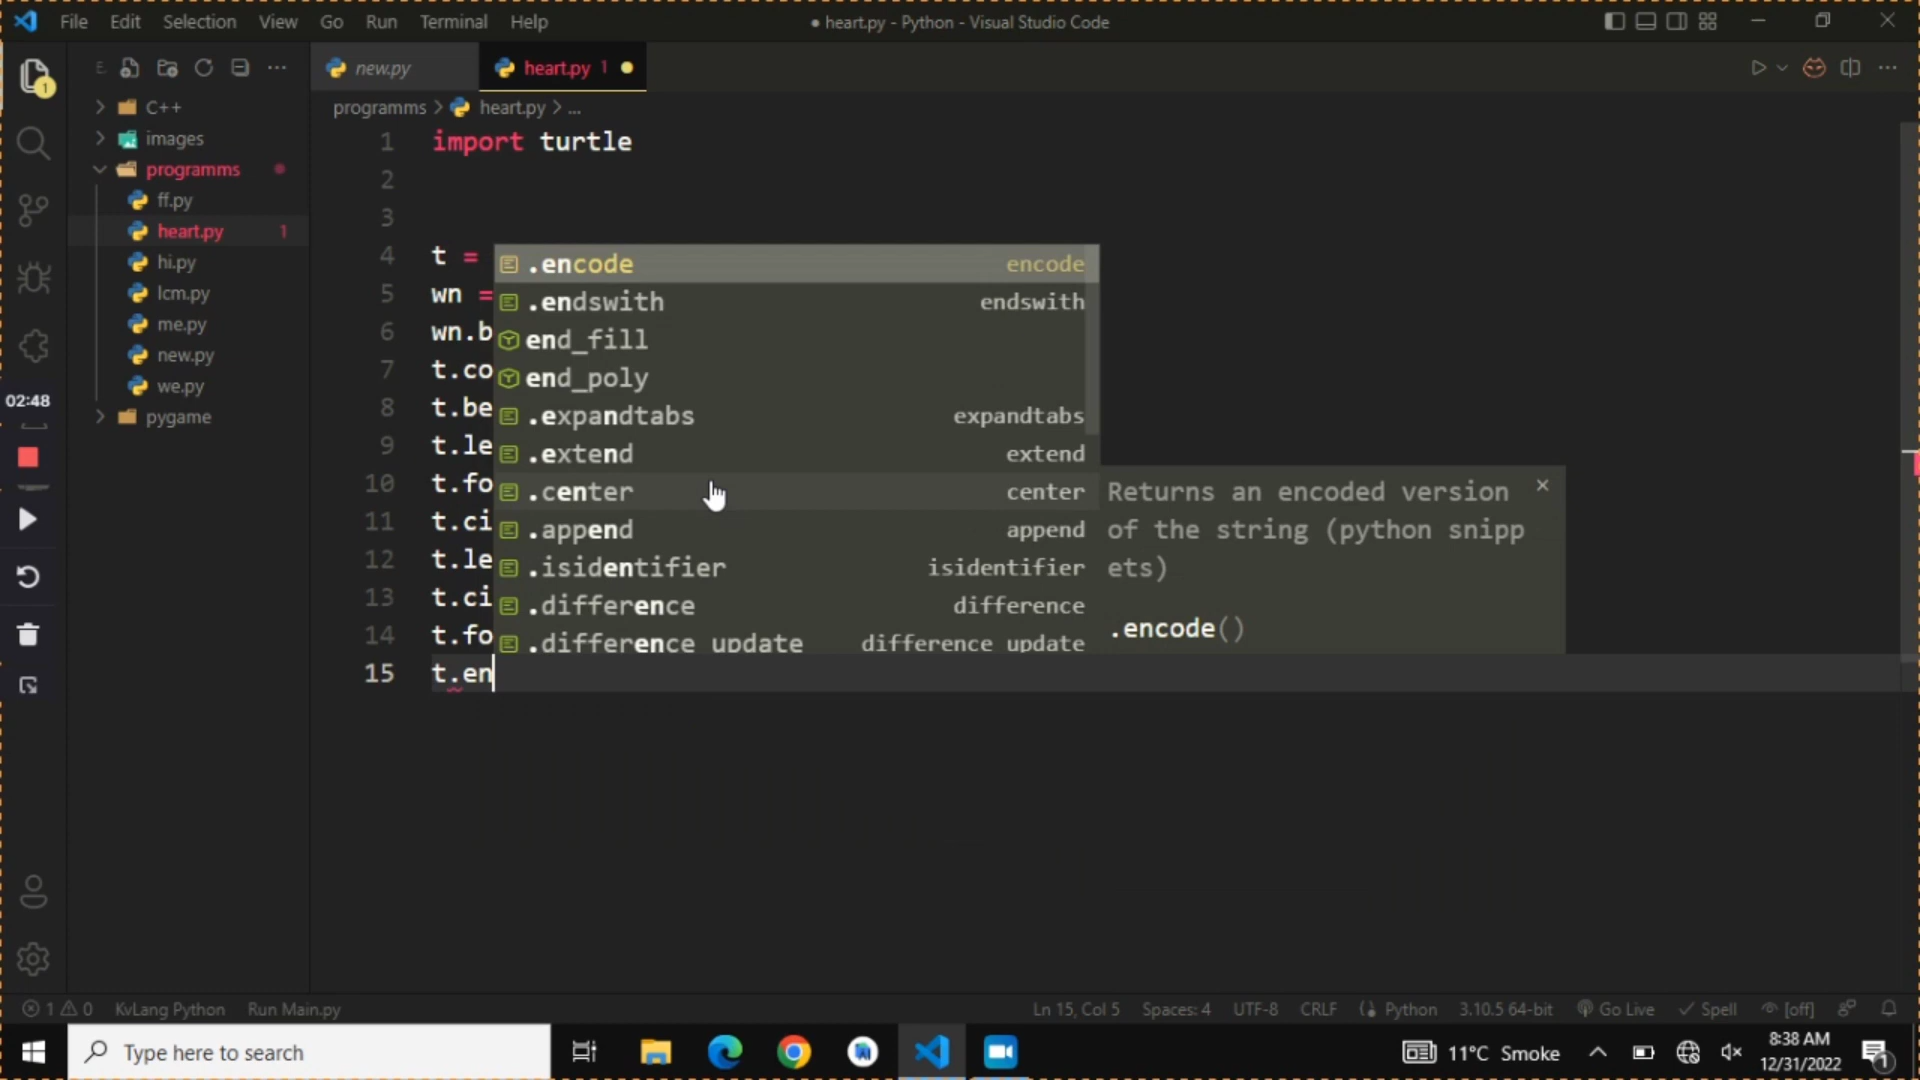 File Edit Selection View Go Run Terminal Help
● heart.py - Python - Visual Studio Code
E
new.py
heart.py 1
programms > heart.py > ...
C++
images
programms
ff.py
heart.py 1
hi.py
lcm.py
me.py
new.py
we.py
pygame
1
02:48
1 import turtle
2
3
4 t =
5 wn =
6 wn.b
7 t.co
8 t.be
9 t.le
10 t.fo
11 t.ci
12 t.le
13 t.ci
14 t.fo
15 t.en
.encode encode
.endswith endswith
end_fill
end_poly
.expandtabs expandtabs
.extend extend
.center center
.append append
.isidentifier isidentifier
.difference difference
.difference_update difference_update
Returns an encoded version
of the string (python snipp
ets)
.encode()
1 0 KvLang Python Run Main.py
Ln 15, Col 5 Spaces: 4 UTF-8 CRLF Python 3.10.5 64-bit Go Live Spell [off]
Type here to search
11°C Smoke
8:38 AM
12/31/2022
1